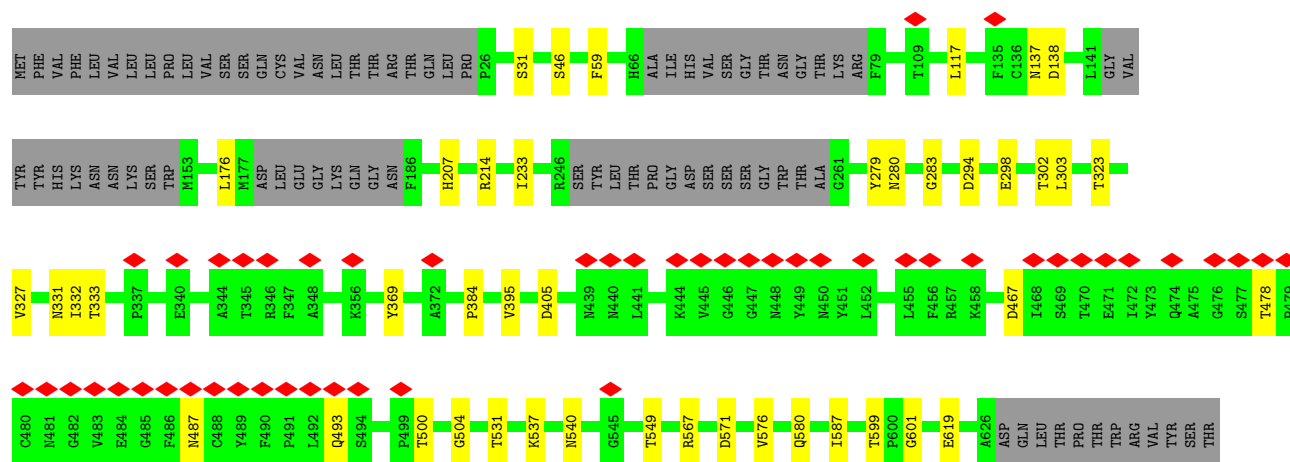 MET PHE VAL PHE LEU VAL LEU LEU PRO LEU VAL SER SER GLN CYS VAL ASN LEU THR THR ARG THR GLN LEU PRO P26 S31 S46 F59 H66 ALA ILE HIS VAL SER GLY THR ASN GLY THR LYS ARG F79 T109 L117 F135 C136 N137 D138 L141 GLY VAL
TYR TYR HIS LYS ASN ASN LYS SER TRP M153 L176 M177 ASP LEU GLU GLY LYS GLN GLY ASN F186 H207 R214 I233 R246 SER TYR LEU THR PRO GLY ASP SER SER SER GLY TRP THR ALA G261 Y279 N280 G283 D294 E298 T302 L303 T323
V327 N331 I332 T333 P337 E340 A344 T345 R346 F347 A348 K356 Y369 A372 P384 V395 D405 N439 N440 L441 K444 V445 G446 G447 N448 Y449 N450 Y451 L452 L455 F456 R457 K458 D467 I468 S469 T470 E471 I472 Y473 Q474 A475 G476 S477 T478 P479
C480 N481 G482 V483 E484 G485 F486 N487 C488 Y489 F490 P491 L492 Q493 S494 P499 T500 G504 T531 K537 N540 G545 T549 R567 D571 V576 Q580 I587 T599 P600 G601 E619 A626 ASP GLN LEU THR PRO THR TRP ARG VAL TYR SER THR